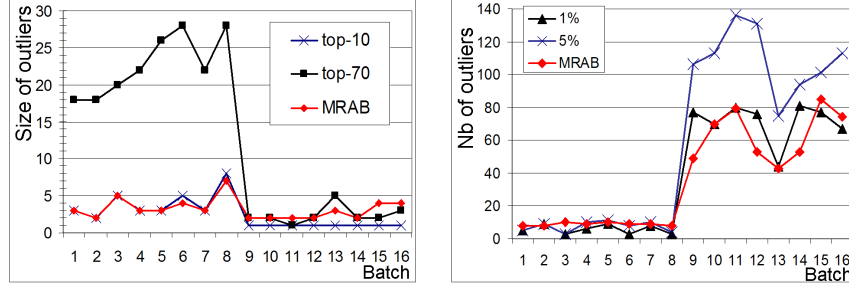 Size of outliers
30
25
20
15
10
5
0
top-10
top-70
MRAB
1 2 3 4 5 6 7 8 9 10 11 12 13 14 15 16
Batch
Nb of outliers
140
120
100
80
60
40
20
0
1%
5%
MRAB
1 2 3 4 5 6 7 8 9 10 11 12 13 14 15 16
Batch